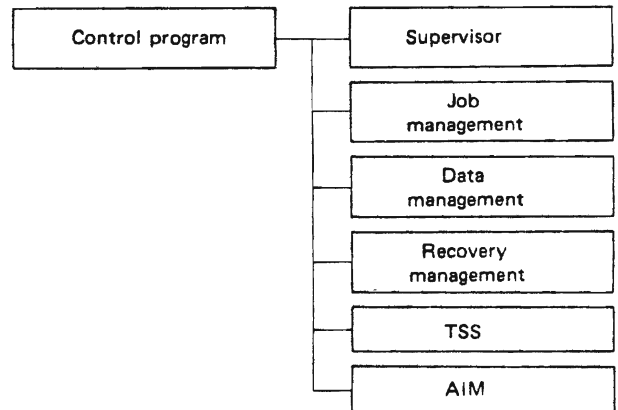 Control program
Supervisor
Job
management
Data
management
Recovery
management
TSS
AIM